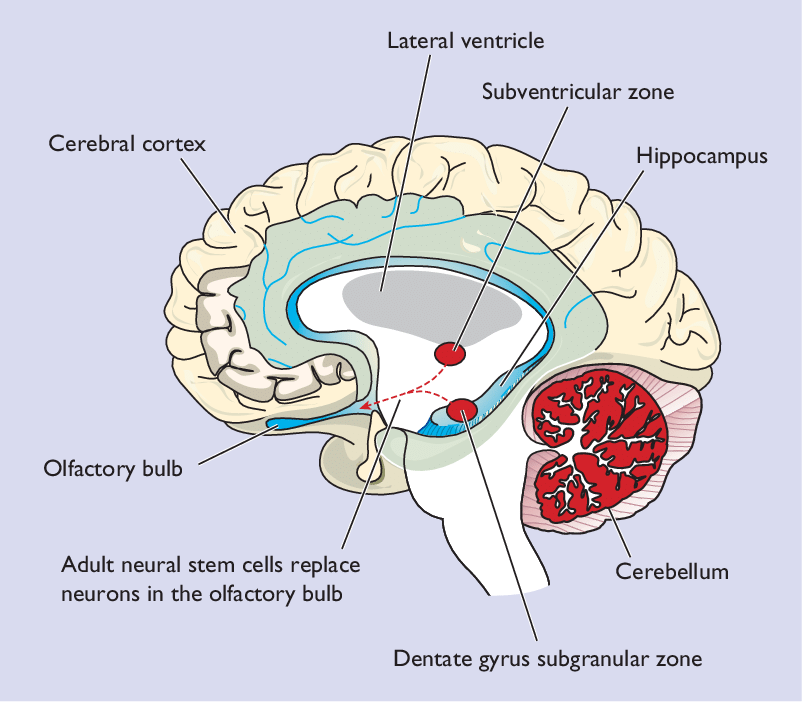 Lateral ventricle
Subventricular zone
Cerebral cortex
Hippocampus
Olfactory bulb
Adult neural stem cells replace
neurons in the olfactory bulb
Cerebellum
Dentate gyrus subgranular zone